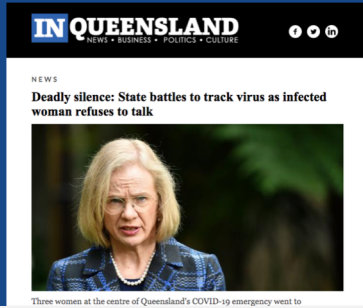 IN QUEENSLAND
NEWS • BUSINESS • POLITICS • CULTURE
NEWS
Deadly silence: State battles to track virus as infected
woman refuses to talk
Three women at the centre of Queensland's COVID-19 emergency went to